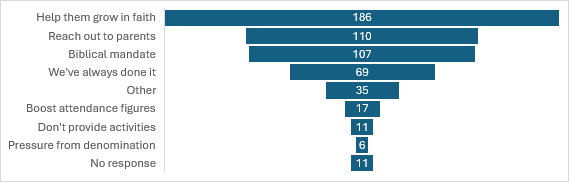 Help them grow in faith 186
Reach out to parents 110
Biblical mandate 107
We've always done it 69
Other 35
Boost attendance figures 17
Don't provide activities 11
Pressure from denomination 6
No response 11